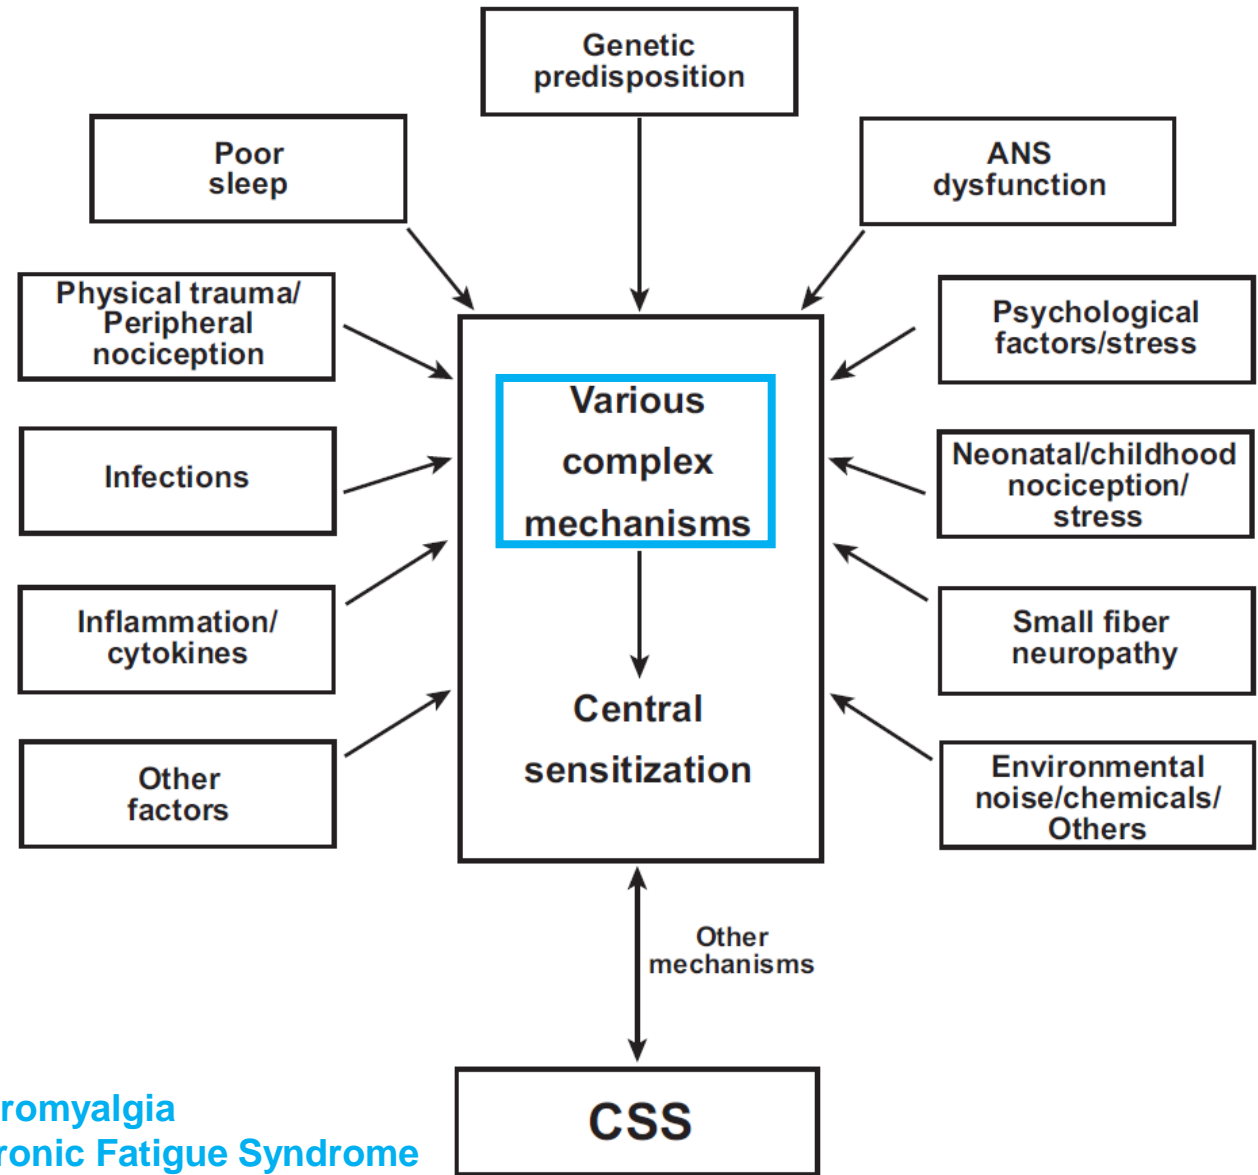 Genetic
predisposition
Poor
sleep
ANS
dysfunction
Physical trauma/
Peripheral
nociception
Psychological
factors/stress
Various
complex
mechanisms
Infections
Neonatal/childhood
nociception/
stress
Inflammation/
cytokines
Small fiber
neuropathy
Central
sensitization
Other
factors
Environmental
noise/chemicals/
Others
Other
mechanisms
CSS
romyalgia
ronic Fatigue Syndrome